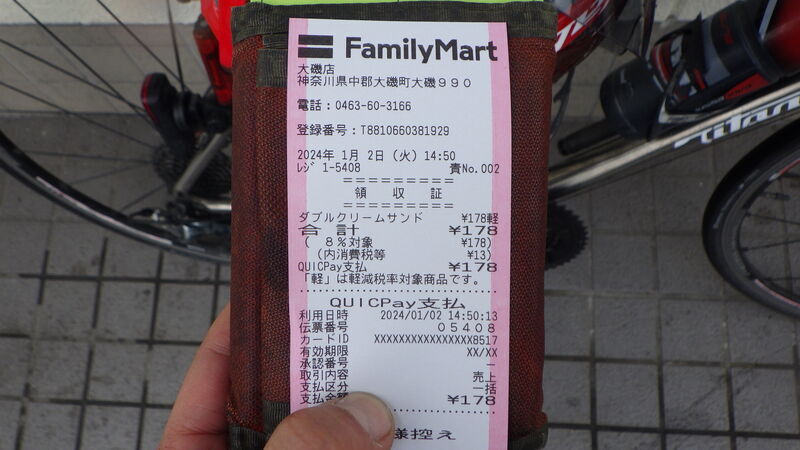 FamilyMart
大磯店
神奈川県中郡大磯町大磯９９０
電話：0463-60-3166
登録番号：T8810660381929
2024年 1月 2日（火）14:50
ﾚｼﾞ 1-5408 責No.002
＝＝＝＝＝＝＝＝＝
領 収 証
＝＝＝＝＝＝＝＝＝
ダブルクリームサンド ¥178軽
合 計 ¥178
（ 8％対象 ¥178）
（内消費税等 ¥13）
QUICPay支払 ¥178
「軽」は軽減税率対象商品です。
QUICPay支払
利用日時 2024/01/02 14:50:13
伝票番号 05408
カードID XXXXXXXXXXXXXXXX8517
有効期限 XX/XX
承認番号 －
取引内容 売上
支払区分 一括
支払金額 ¥178
様控え
Titan